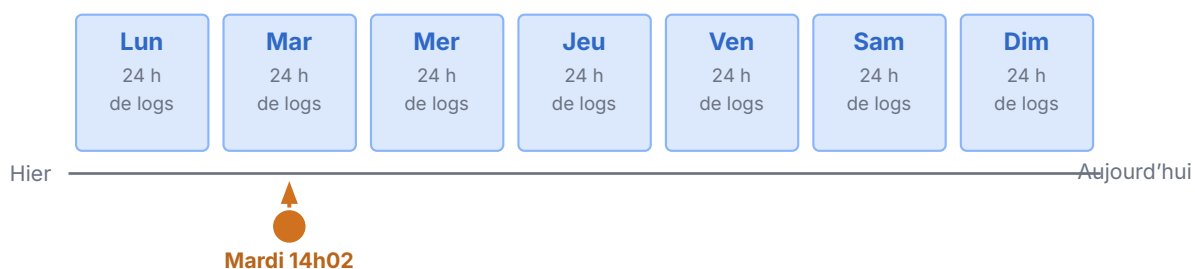 Lun
24 h
de logs
Mar
24 h
de logs
Mer
24 h
de logs
Jeu
24 h
de logs
Ven
24 h
de logs
Sam
24 h
de logs
Dim
24 h
de logs
Hier
Aujourd’hui
Mardi 14h02